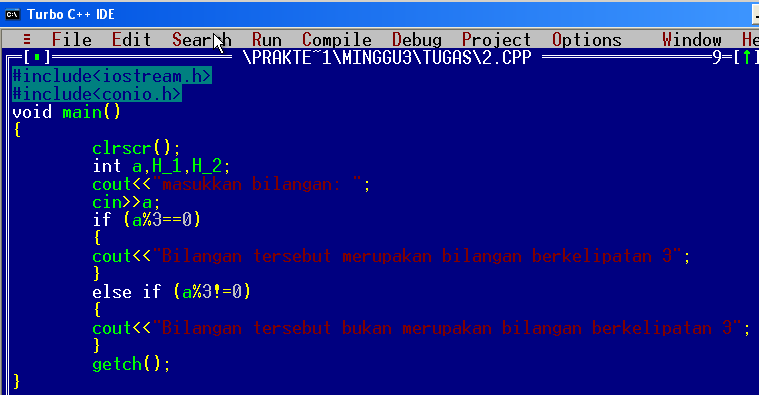 Turbo C++ IDE
≡ File Edit Search Run Compile Debug Project Options Window He
[■] \PRAKTE~1\MINGGU3\TUGAS\2.CPP 9=[↑]
#include<iostream.h>
#include<conio.h>
void main()
{
clrscr();
int a,H_1,H_2;
cout<<"masukkan bilangan: ";
cin>>a;
if (a%3==0)
{
cout<<"Bilangan tersebut merupakan bilangan berkelipatan 3";
}
else if (a%3!=0)
{
cout<<"Bilangan tersebut bukan merupakan bilangan berkelipatan 3";
}
getch();
}